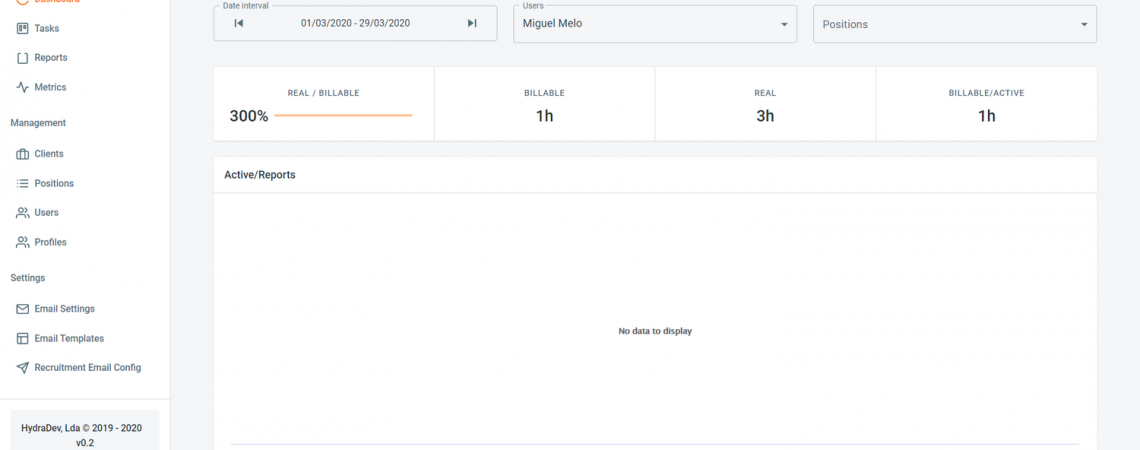 Dashboard
Tasks
Reports
Metrics
Management
Clients
Positions
Users
Profiles
Settings
Email Settings
Email Templates
Recruitment Email Config
HydraDev, Lda © 2019 - 2020
v0.2
Date interval
01/03/2020 - 29/03/2020
Users
Miguel Melo
Positions
REAL / BILLABLE
300%
BILLABLE
1h
REAL
3h
BILLABLE/ACTIVE
1h
Active/Reports
No data to display